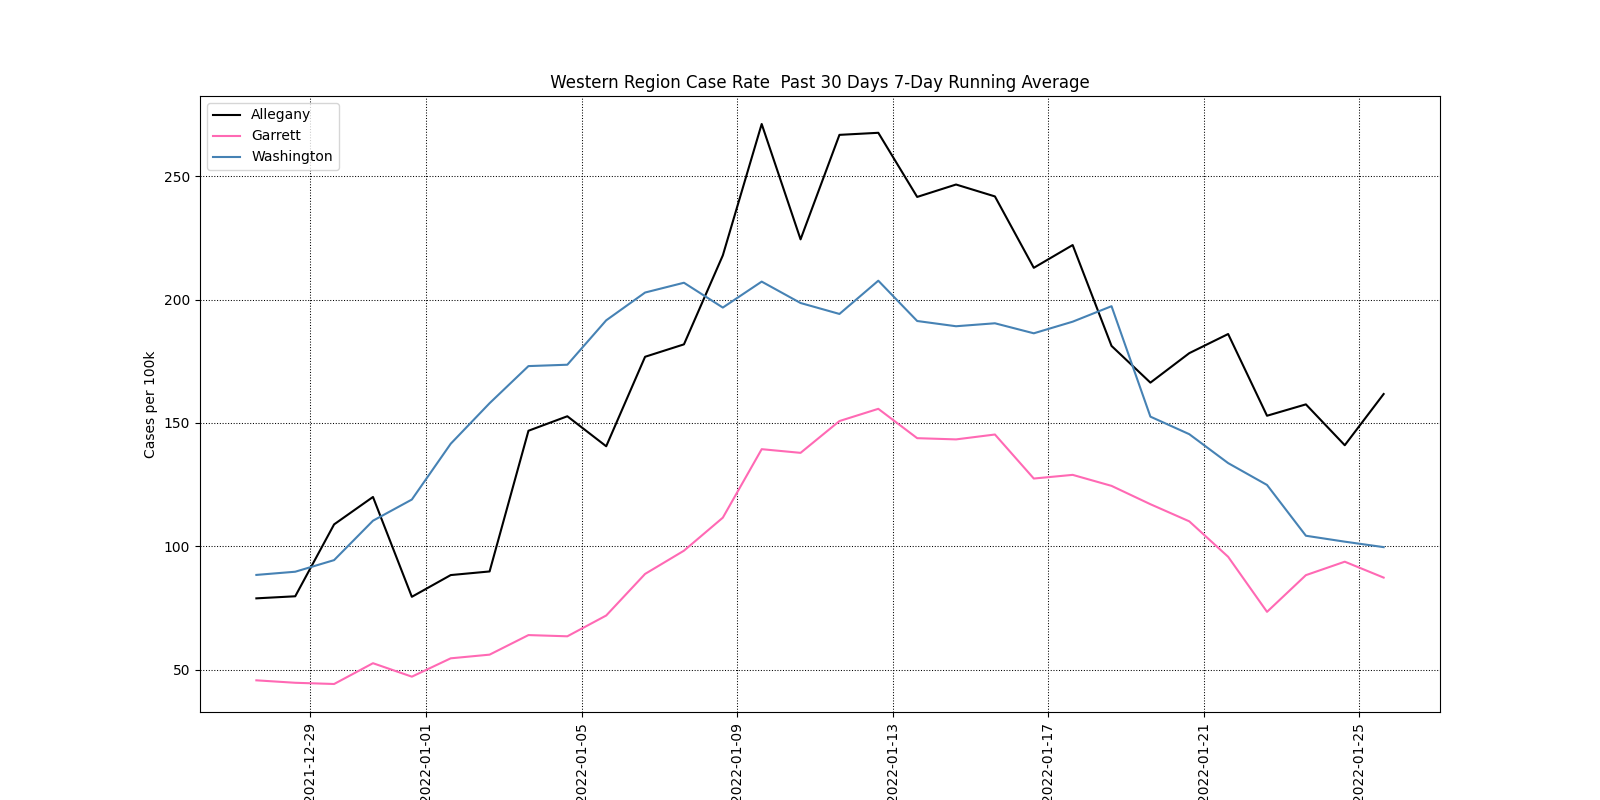 Western Region Case Rate  Past 30 Days 7-Day Running Average
Allegany
Garrett
Washington
Cases per 100k
250
200
150
100
50
2021-12-29
2022-01-01
2022-01-05
2022-01-09
2022-01-13
2022-01-17
2022-01-21
2022-01-25